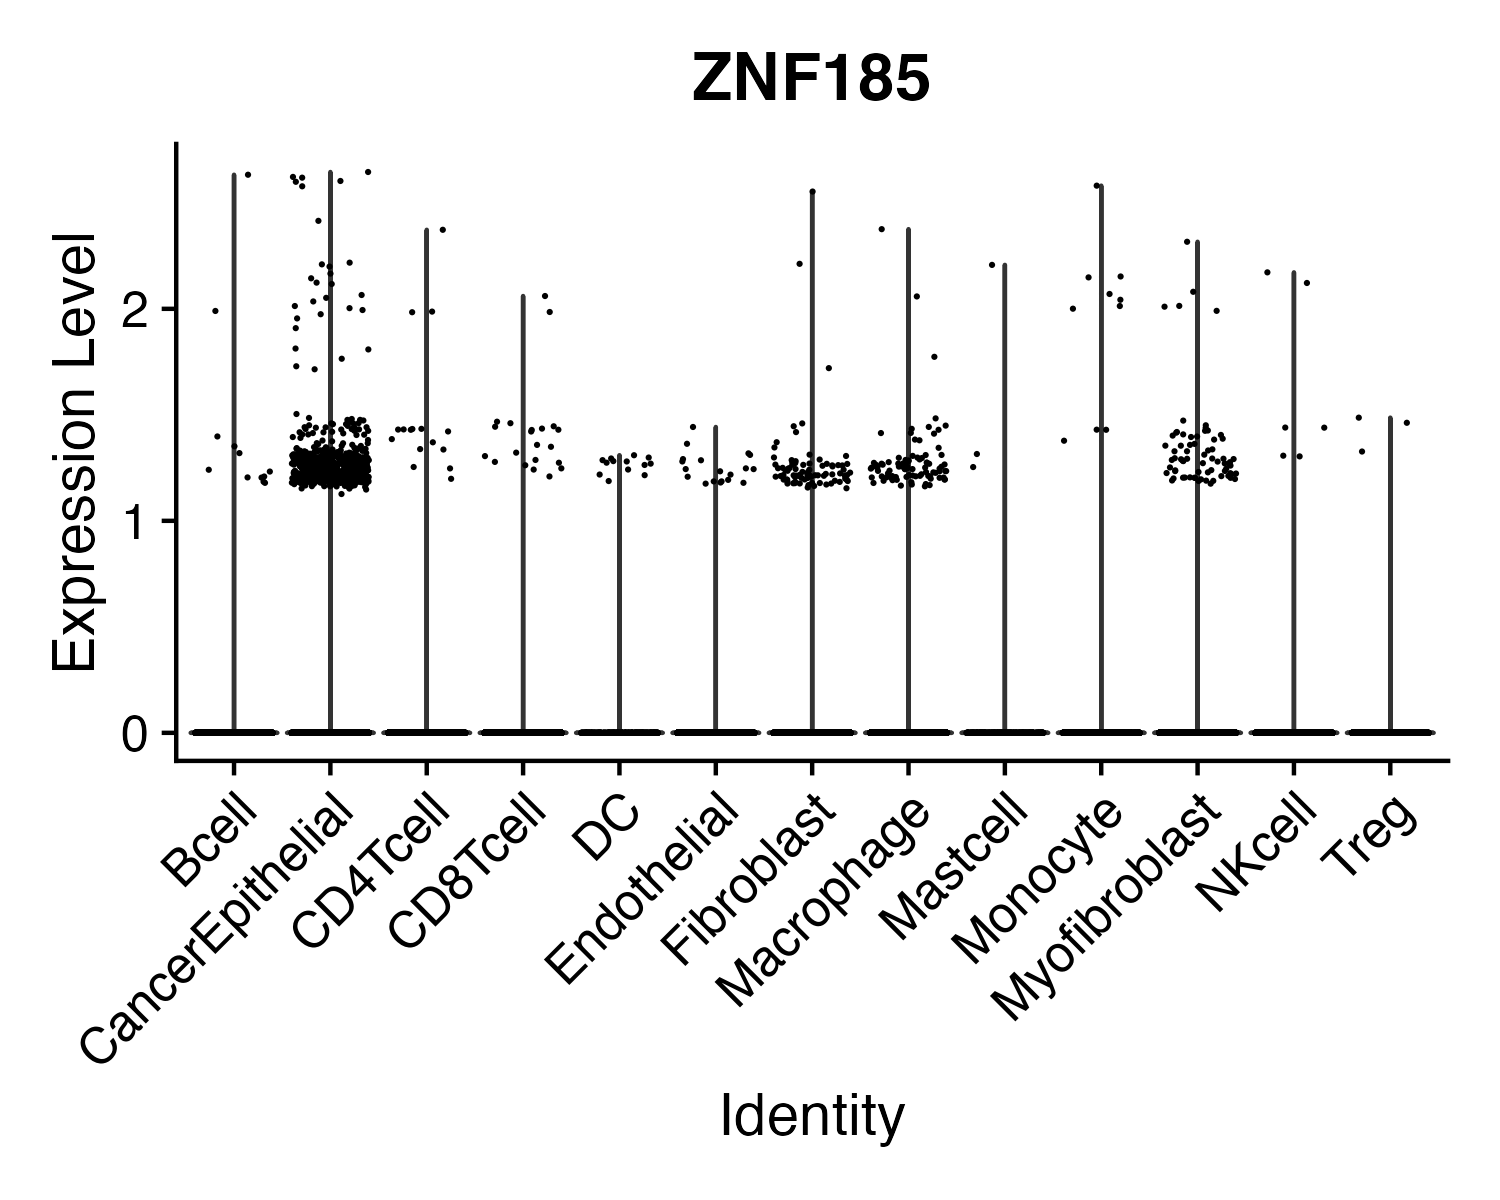 ZNF185
Expression Level
2
1
0
Bcell
CancerEpithelial
CD4Tcell
CD8Tcell
DC
Endothelial
Fibroblast
Macrophage
Mastcell
Monocyte
Myofibroblast
NKcell
Treg
Identity